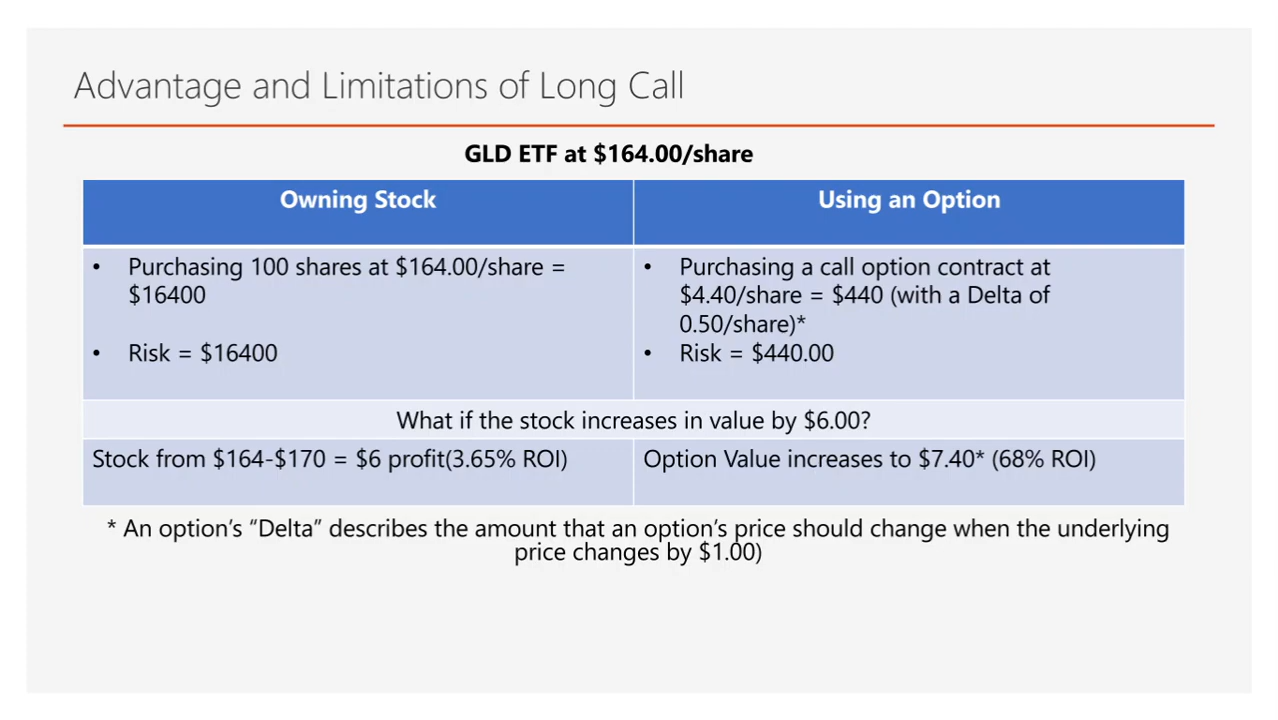 Advantage and Limitations of Long Call
GLD ETF at $164.00/share
Owning Stock
Using an Option
• Purchasing 100 shares at $164.00/share =
$16400
• Risk = $16400
• Purchasing a call option contract at
$4.40/share = $440 (with a Delta of
0.50/share)*
• Risk = $440.00
What if the stock increases in value by $6.00?
Stock from $164-$170 = $6 profit(3.65% ROI)
Option Value increases to $7.40* (68% ROI)
* An option’s “Delta” describes the amount that an option’s price should change when the underlying
price changes by $1.00)